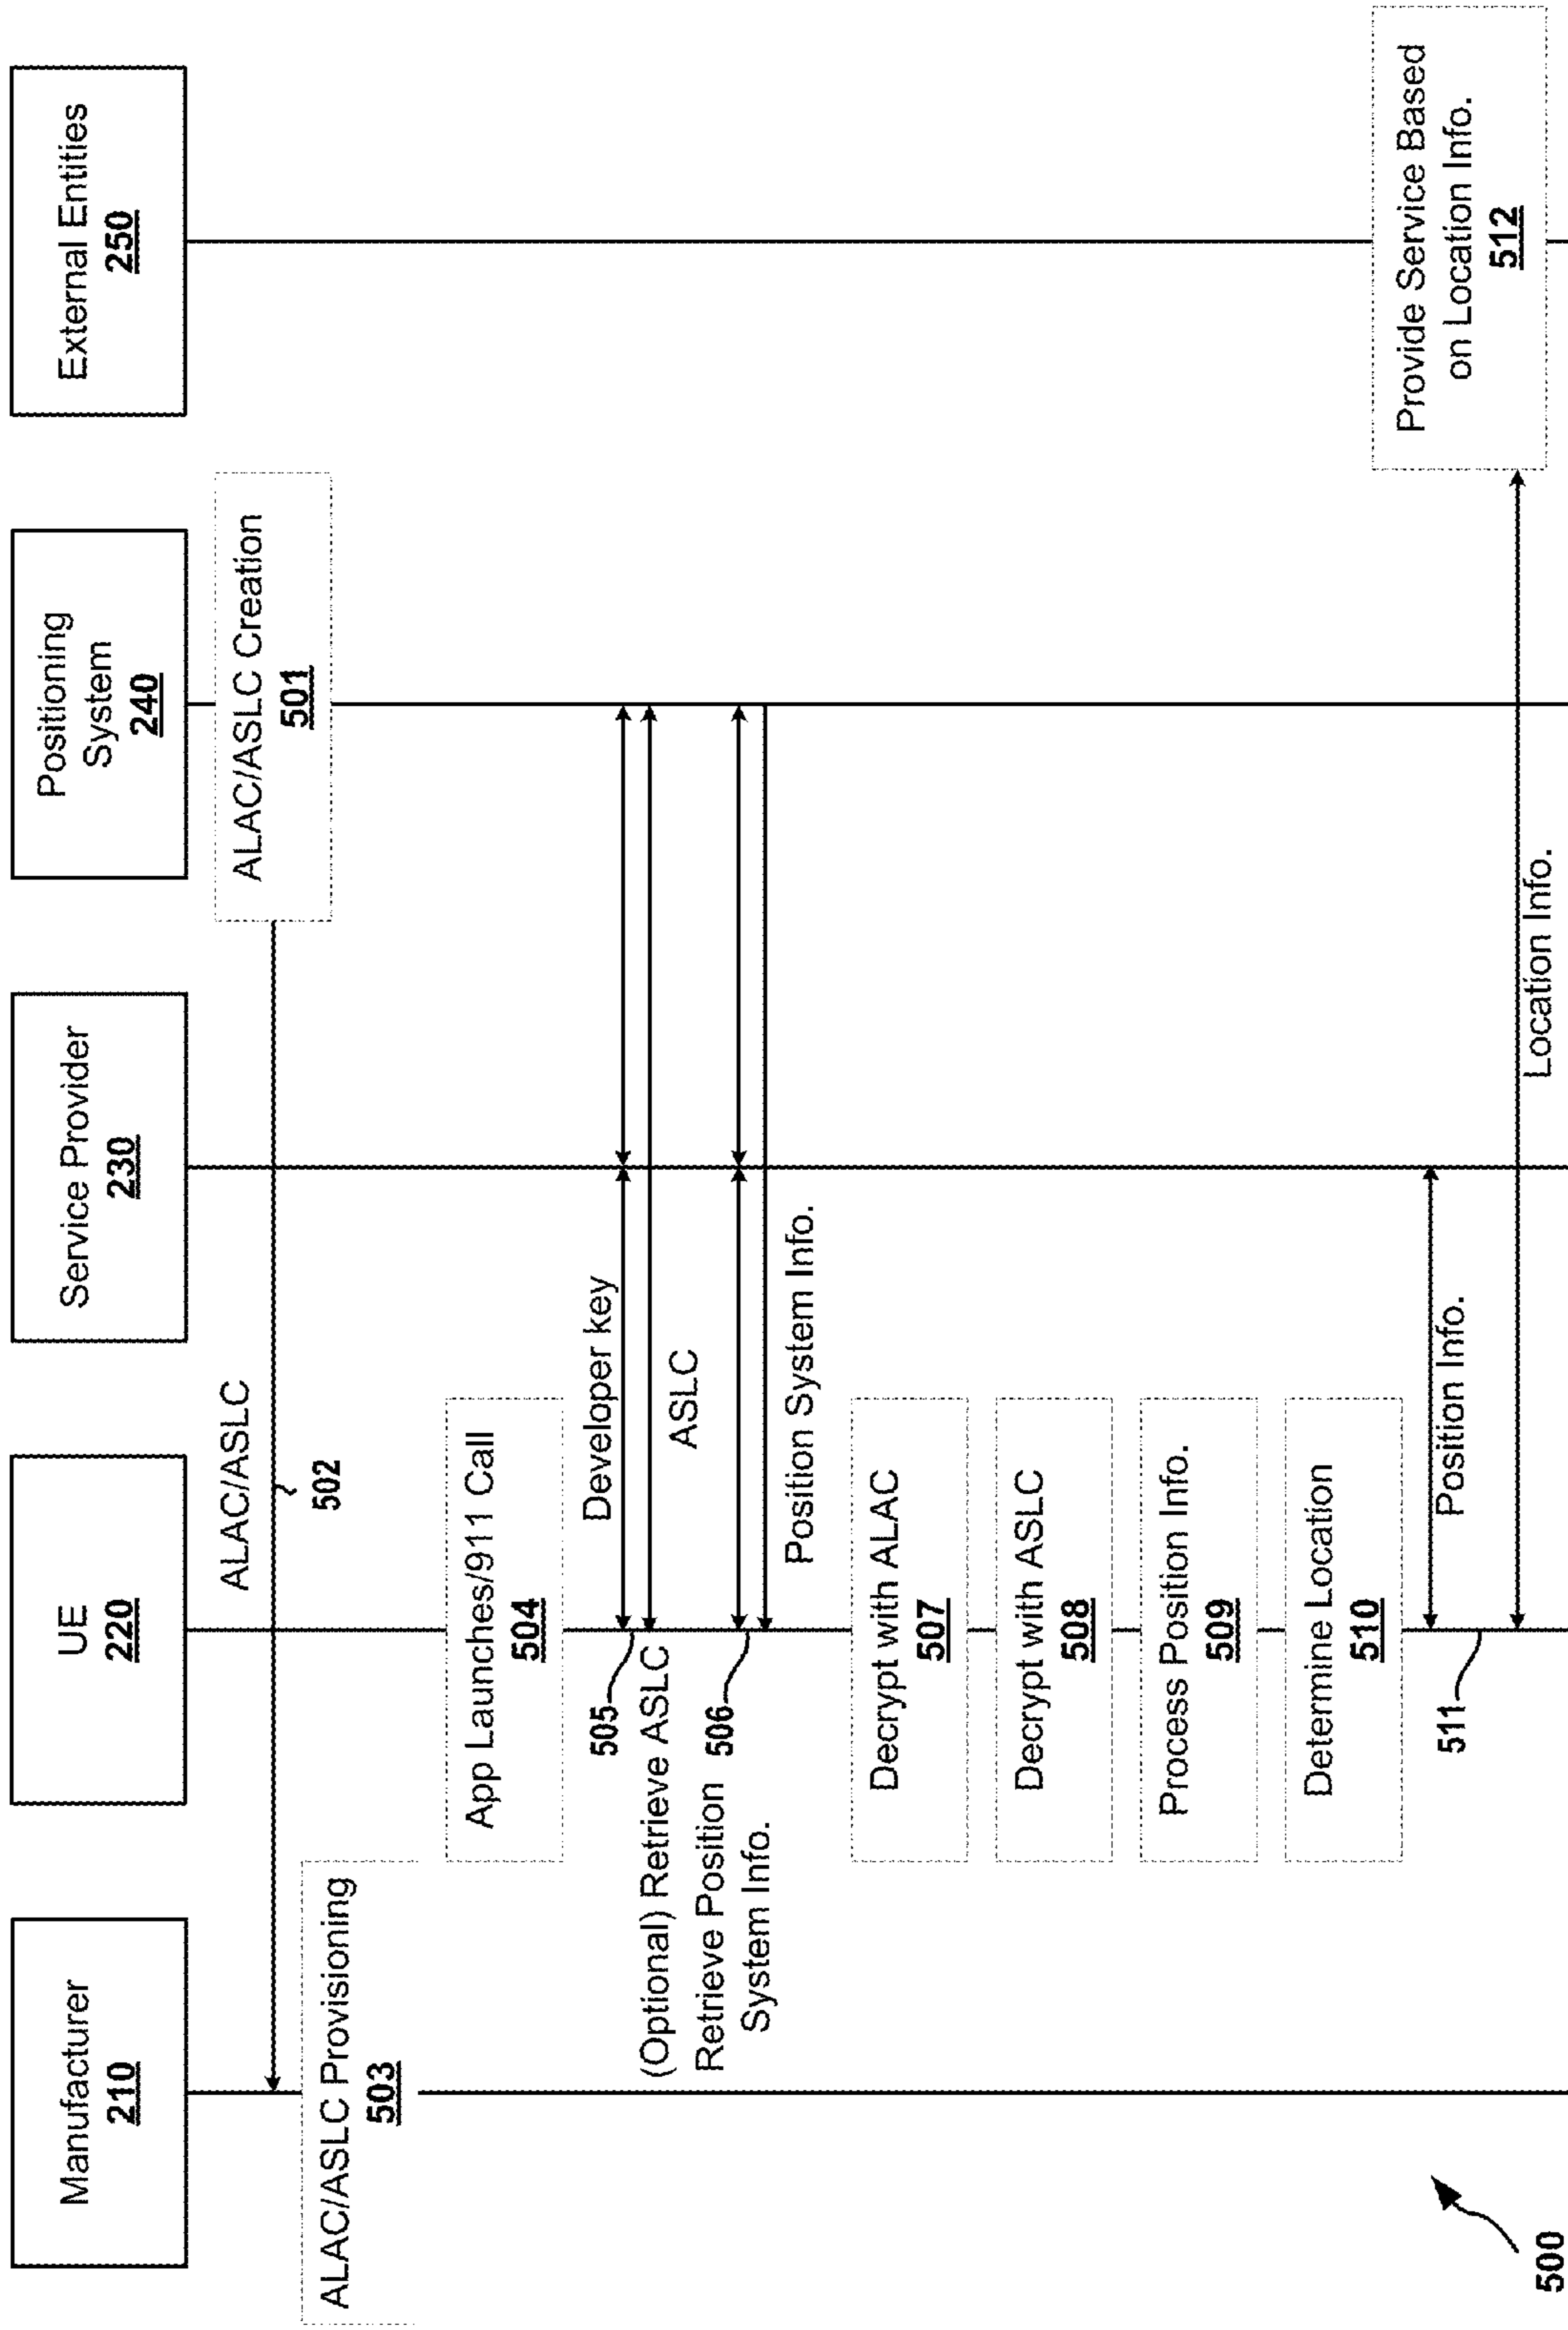 Manufacturer
210
UE
220
Service Provider
230
Positioning
System
240
External Entities
250
ALAC/ASLC Creation
501
ALAC/ASLC
502
ALAC/ASLC Provisioning
503
App Launches/911 Call
504
505
Developer key
(Optional) Retrieve ASLC
ASLC
Retrieve Position
System Info.
506
Position System Info.
Decrypt with ALAC
507
Decrypt with ASLC
508
Process Position Info.
509
Determine Location
510
511
Position Info.
Location Info.
Provide Service Based
on Location Info.
512
500